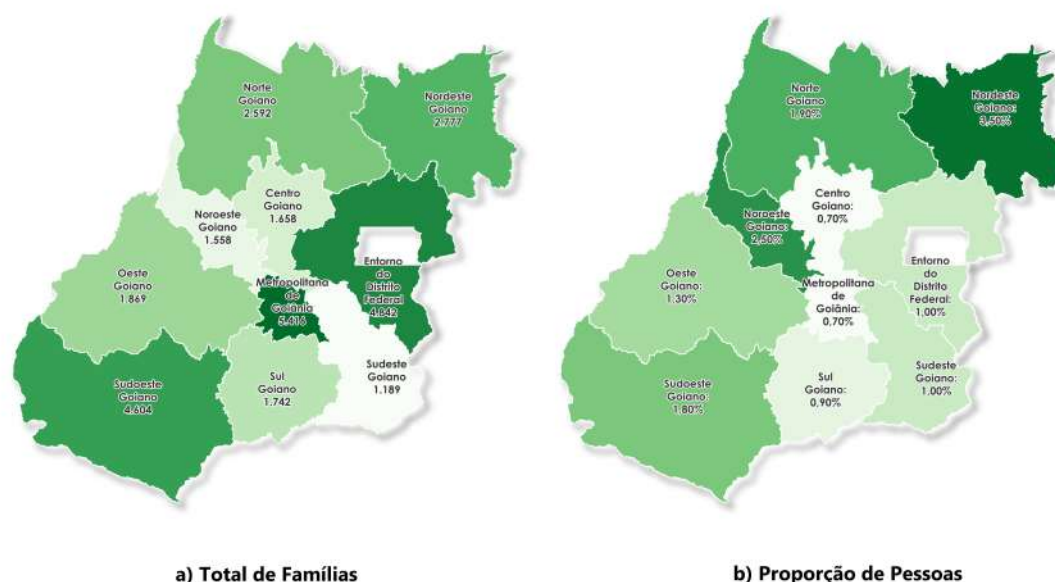 Norte
Goiano
2.592
Nordeste
Goiano
2.777
Centro
Goiano
1.658
Noroeste
Goiano
1.558
Oeste
Goiano
1.869
Metropolitana
de
Goiânia
5.416
Entorno
do
Distrito
Federal
4.842
Sudoeste
Goiano
4.604
Sul
Goiano
1.742
Sudeste
Goiano
1.189
a) Total de Famílias
Norte
Goiano
1,90%
Nordeste
Goiano:
3,50%
Centro
Goiano:
0,70%
Noroeste
Goiano:
2,50%
Oeste
Goiano:
1,30%
Metropolitana
de
Goiânia:
0,70%
Entorno
do
Distrito
Federal:
1,00%
Sudoeste
Goiano:
1,80%
Sul
Goiano:
0,90%
Sudeste
Goiano:
1,00%
b) Proporção de Pessoas